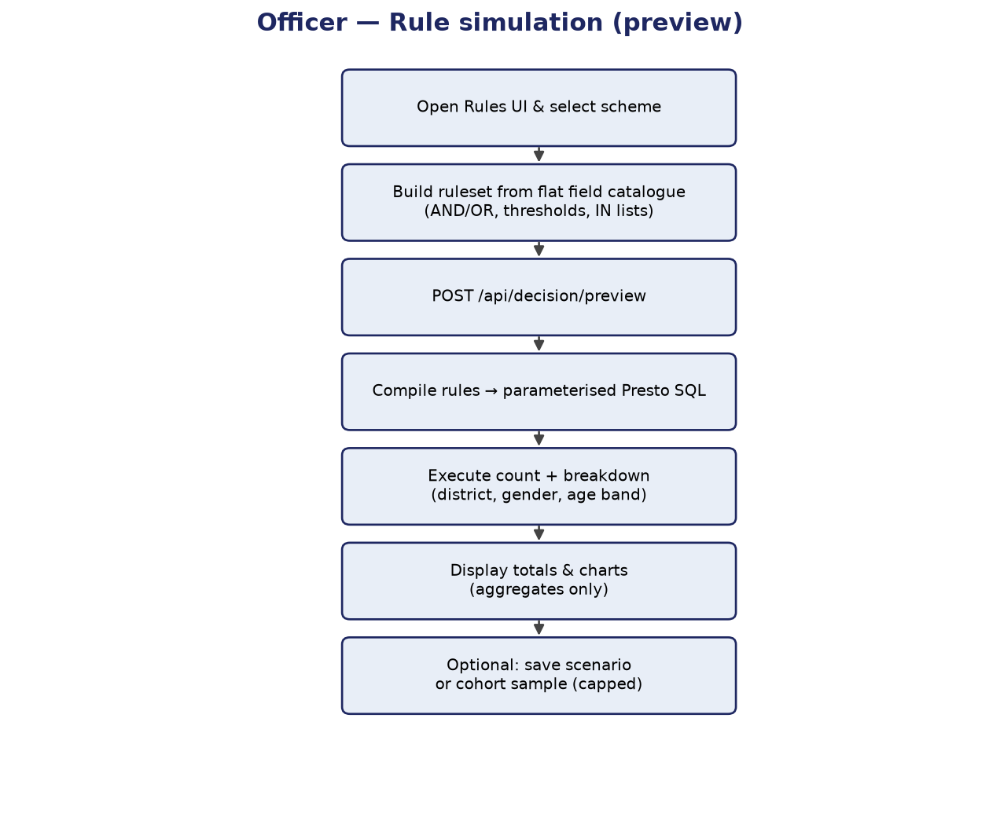 Officer — Rule simulation (preview)
Open Rules UI & select scheme
Build ruleset from flat field catalogue
(AND/OR, thresholds, IN lists)
POST /api/decision/preview
Compile rules → parameterised Presto SQL
Execute count + breakdown
(district, gender, age band)
Display totals & charts
(aggregates only)
Optional: save scenario
or cohort sample (capped)